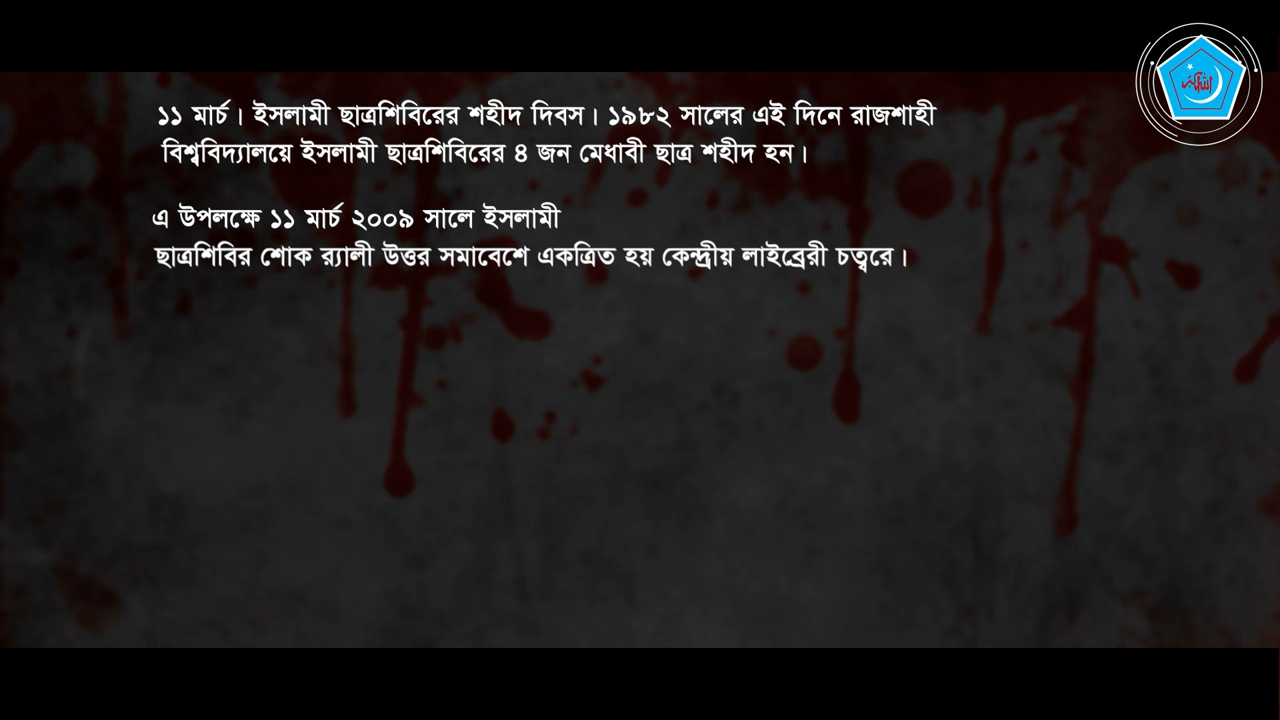 ১১ মার্চ। ইসলামী ছাত্রশিবিরের শহীদ দিবস। ১৯৮২ সালের এই দিনে রাজশাহী
বিশ্ববিদ্যালয়ে ইসলামী ছাত্রশিবিরের ৪ জন মেধাবী ছাত্র শহীদ হন।
এ উপলক্ষে ১১ মার্চ ২০০৯ সালে ইসলামী
ছাত্রশিবির শোক র‍্যালী উত্তর সমাবেশে একত্রিত হয় কেন্দ্রীয় লাইব্রেরী চত্বরে।